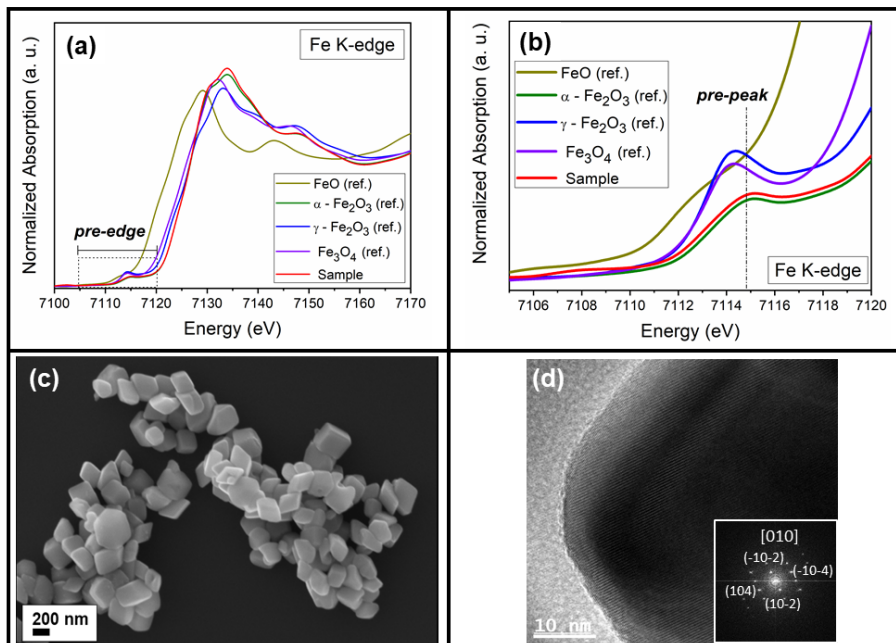 (a)
Fe K-edge
Normalized Absorption (a. u.)
pre-edge
FeO (ref.)
α - Fe₂O₃ (ref.)
γ - Fe₂O₃ (ref.)
Fe₃O₄ (ref.)
Sample
7100 7110 7120 7130 7140 7150 7160 7170
Energy (eV)
(b)
FeO (ref.)
α - Fe₂O₃ (ref.)
γ - Fe₂O₃ (ref.)
Fe₃O₄ (ref.)
Sample
pre-peak
Normalized Absorption (a. u.)
Fe K-edge
7106 7108 7110 7112 7114 7116 7118 7120
Energy (eV)
(c)
200 nm
(d)
[010]
(-10-2)
(-10-4)
(104)
(10-2)
10 nm